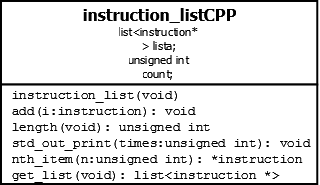 instruction_listCPP
list<instruction*
> lista;
unsigned int
count;
instruction_list(void)
add(i:instruction): void
length(void): unsigned int
std_out_print(times:unsigned int): void
nth_item(n:unsigned int): *instruction
get_list(void): list<instruction *>